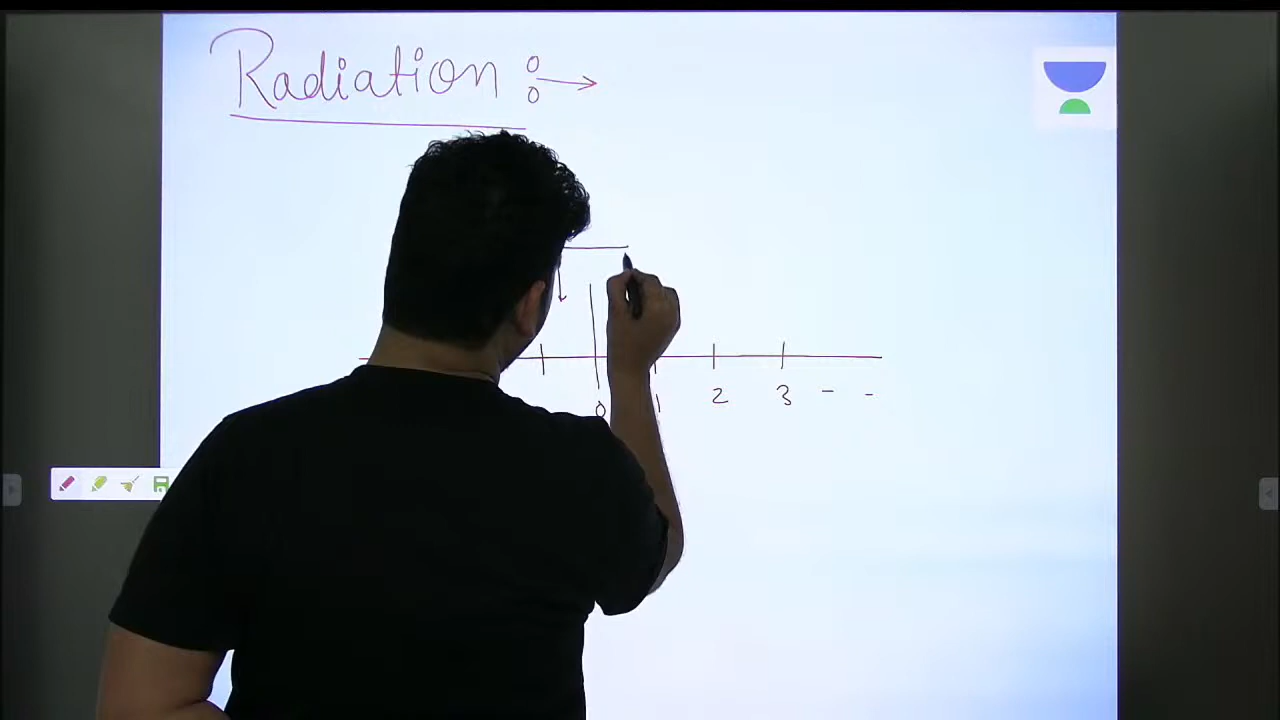 Radiation :→
0 1 2 3 - -